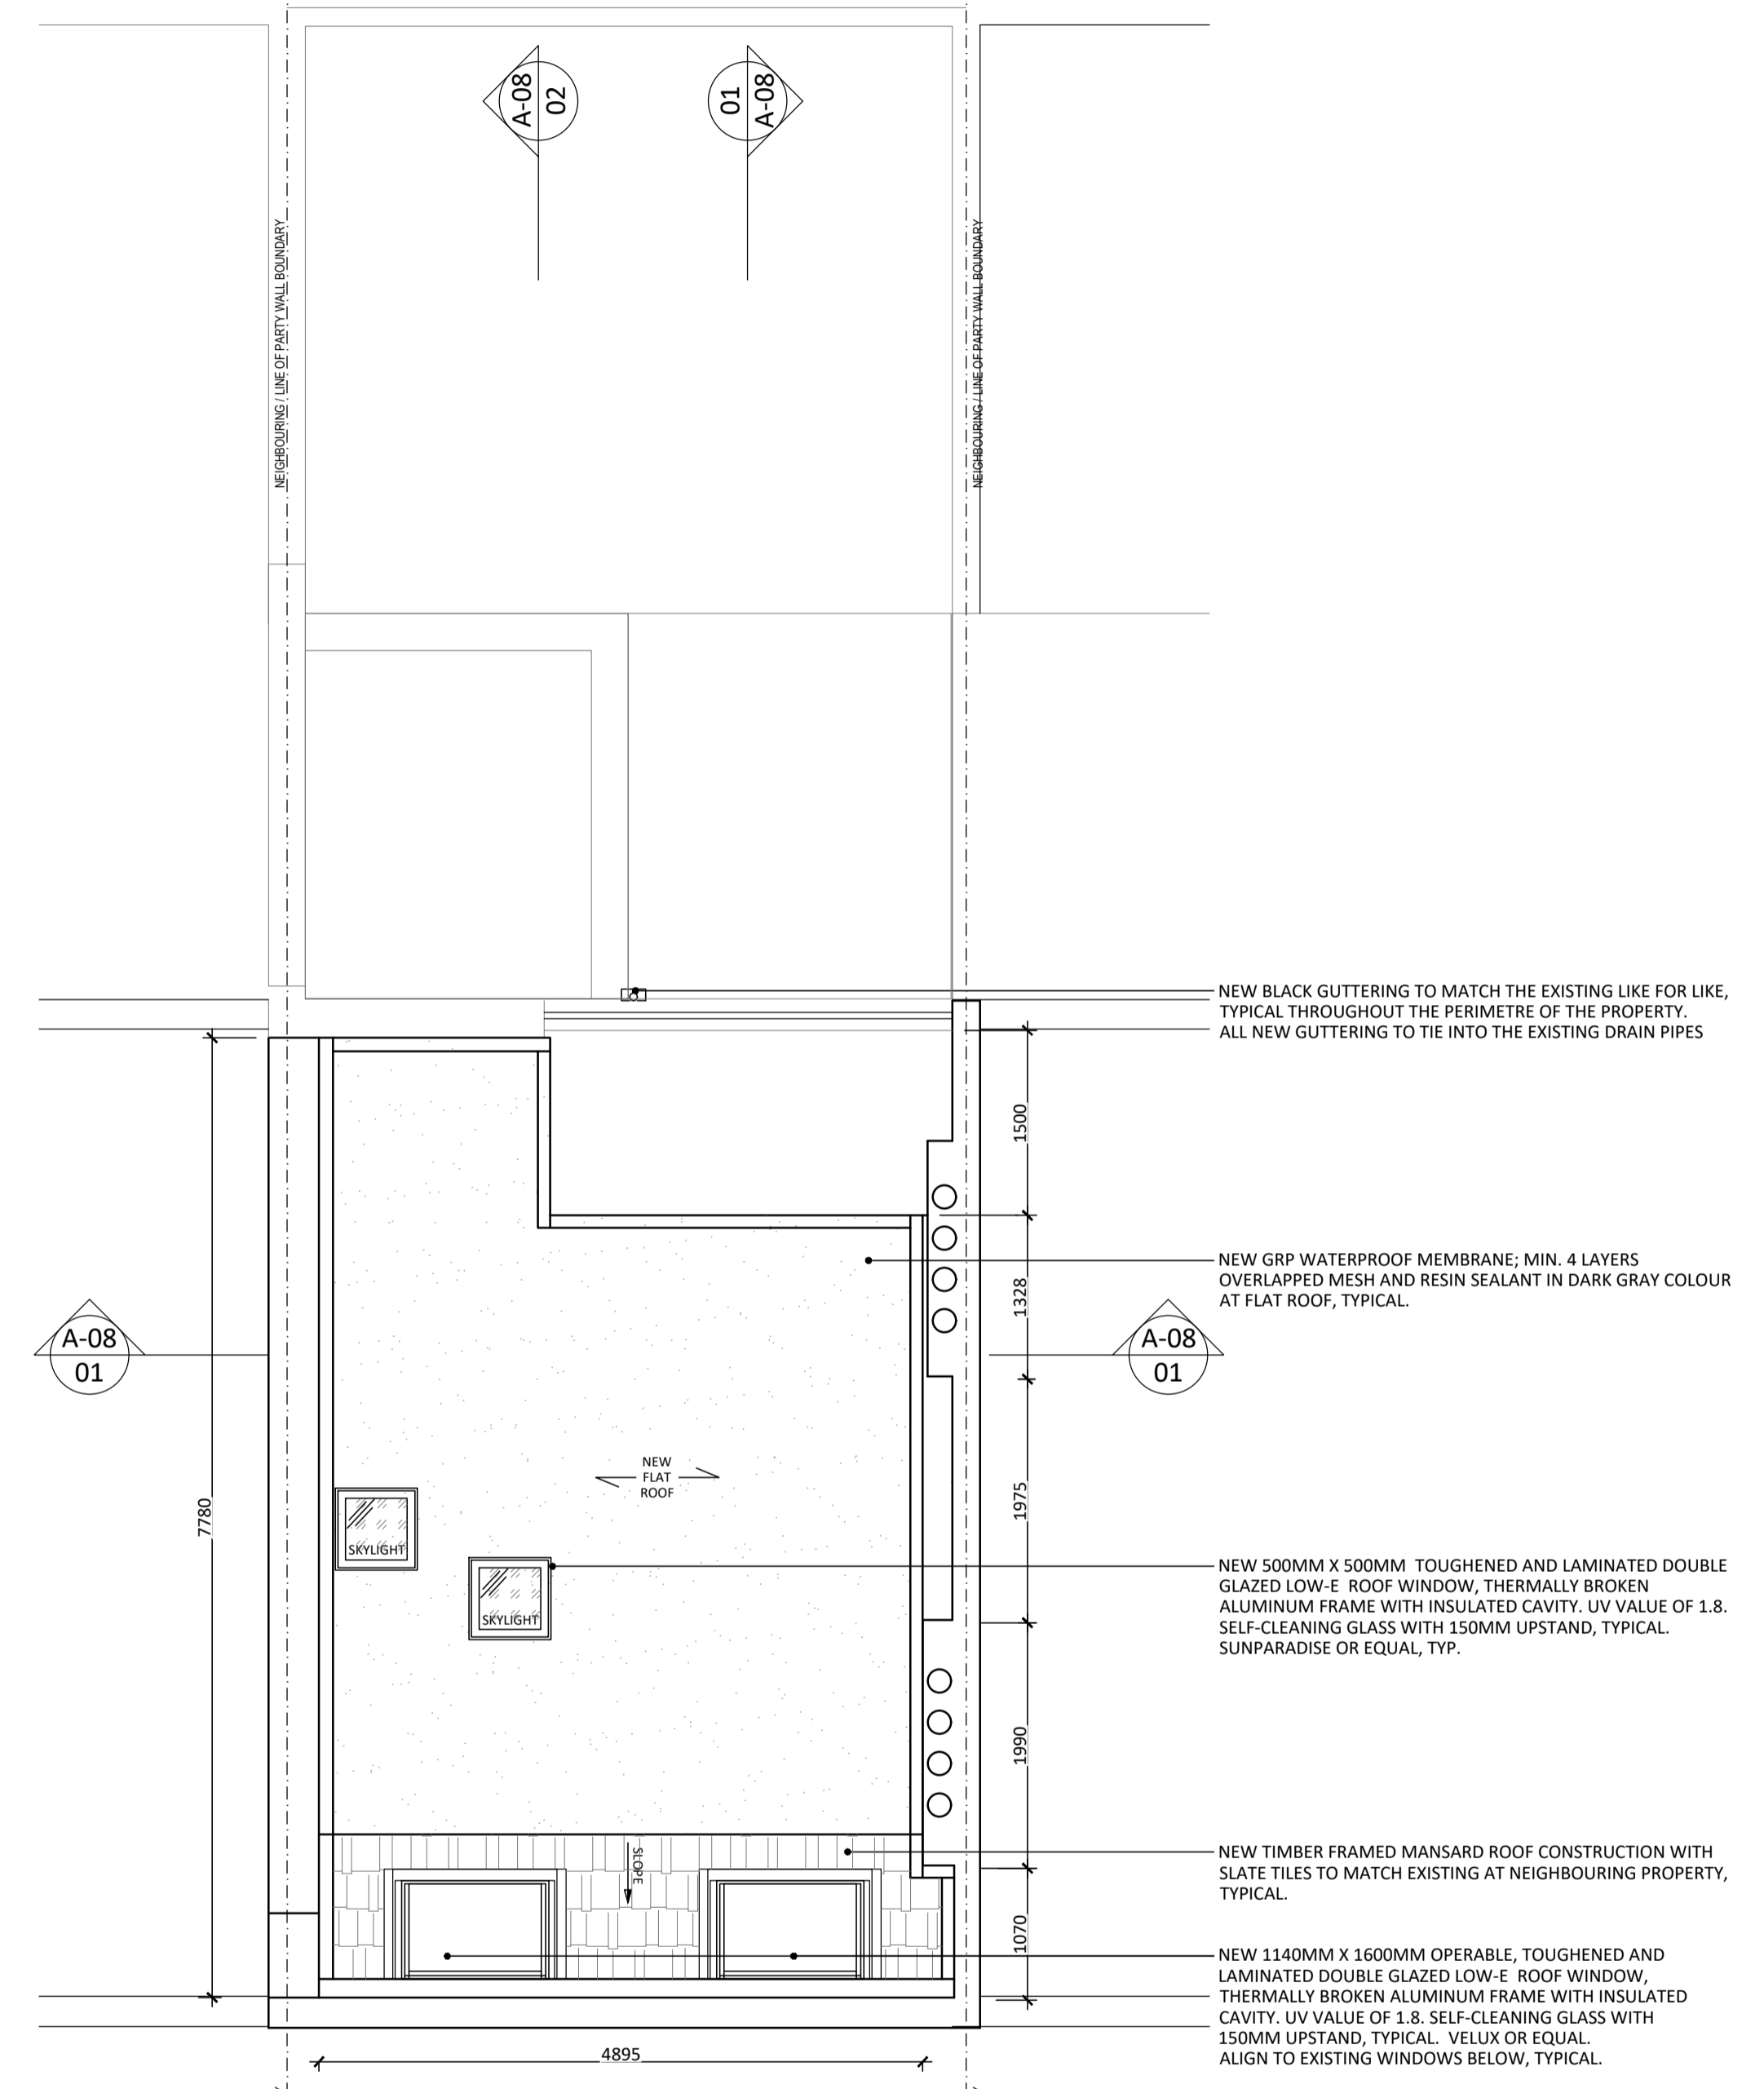 A-08
02
01
A-08
NEIGHBOURING / LINE OF PARTY WALL BOUNDARY
NEIGHBOURING / LINE OF PARTY WALL BOUNDARY
NEW BLACK GUTTERING TO MATCH THE EXISTING LIKE FOR LIKE,
TYPICAL THROUGHOUT THE PERIMETRE OF THE PROPERTY.
ALL NEW GUTTERING TO TIE INTO THE EXISTING DRAIN PIPES
1500
NEW GRP WATERPROOF MEMBRANE; MIN. 4 LAYERS
OVERLAPPED MESH AND RESIN SEALANT IN DARK GRAY COLOUR
AT FLAT ROOF, TYPICAL.
1328
A-08
01
A-08
01
NEW
FLAT
ROOF
7780
1975
SKYLIGHT
SKYLIGHT
NEW 500MM X 500MM TOUGHENED AND LAMINATED DOUBLE
GLAZED LOW-E ROOF WINDOW, THERMALLY BROKEN
ALUMINUM FRAME WITH INSULATED CAVITY. UV VALUE OF 1.8.
SELF-CLEANING GLASS WITH 150MM UPSTAND, TYPICAL.
SUNPARADISE OR EQUAL, TYP.
1990
SLOPE
NEW TIMBER FRAMED MANSARD ROOF CONSTRUCTION WITH
SLATE TILES TO MATCH EXISTING AT NEIGHBOURING PROPERTY,
TYPICAL.
1070
NEW 1140MM X 1600MM OPERABLE, TOUGHENED AND
LAMINATED DOUBLE GLAZED LOW-E ROOF WINDOW,
THERMALLY BROKEN ALUMINUM FRAME WITH INSULATED
CAVITY. UV VALUE OF 1.8. SELF-CLEANING GLASS WITH
150MM UPSTAND, TYPICAL. VELUX OR EQUAL.
ALIGN TO EXISTING WINDOWS BELOW, TYPICAL.
4895